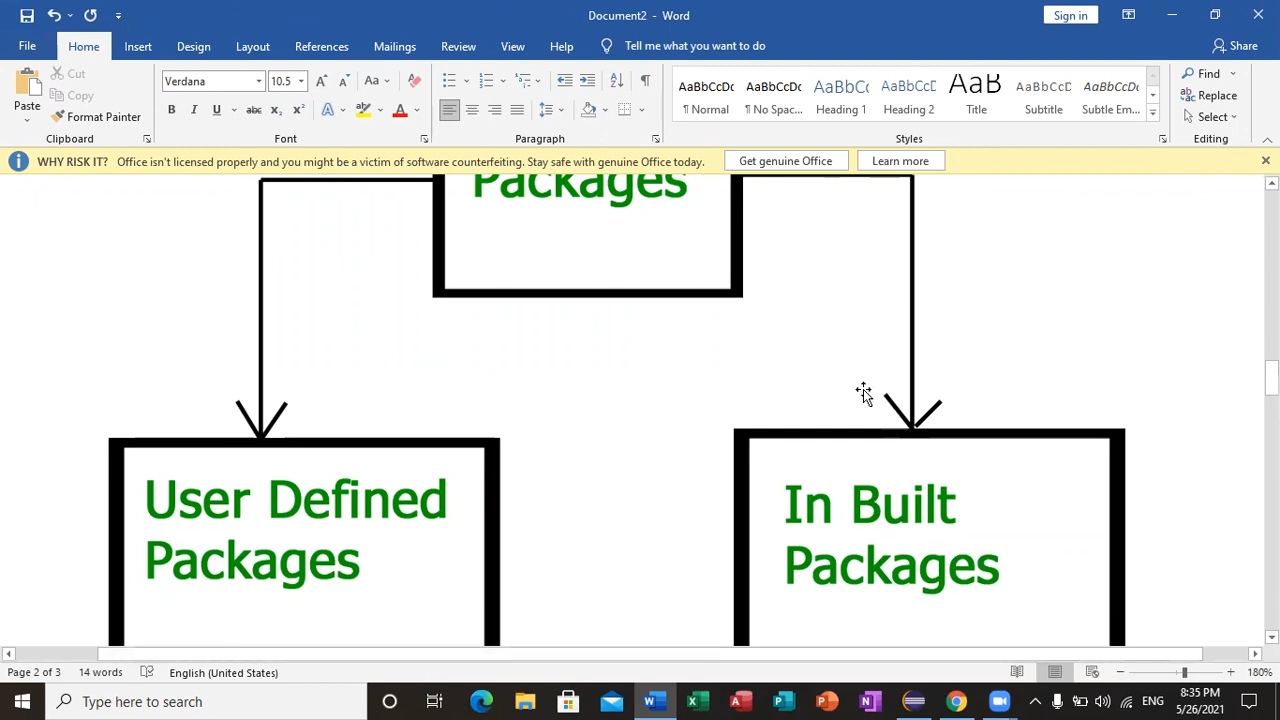 Document2 - Word
Sign in
File Home Insert Design Layout References Mailings Review View Help Tell me what you want to do Share
Paste
Cut
Copy
Format Painter
Clipboard
Verdana 10.5
Font
Paragraph
AaBbCcDc AaBbCcDc AaBbCc AaBbCcD AaB AaBbCcD AaBbCcDc
¶ Normal ¶ No Spac... Heading 1 Heading 2 Title Subtitle Subtle Em...
Styles
Find
Replace
Select
Editing
WHY RISK IT? Office isn't licensed properly and you might be a victim of software counterfeiting. Stay safe with genuine Office today. Get genuine Office Learn more
Packages
User Defined
Packages
In Built
Packages
Page 2 of 3 14 words English (United States) 180%
Type here to search
ENG
8:35 PM
5/26/2021